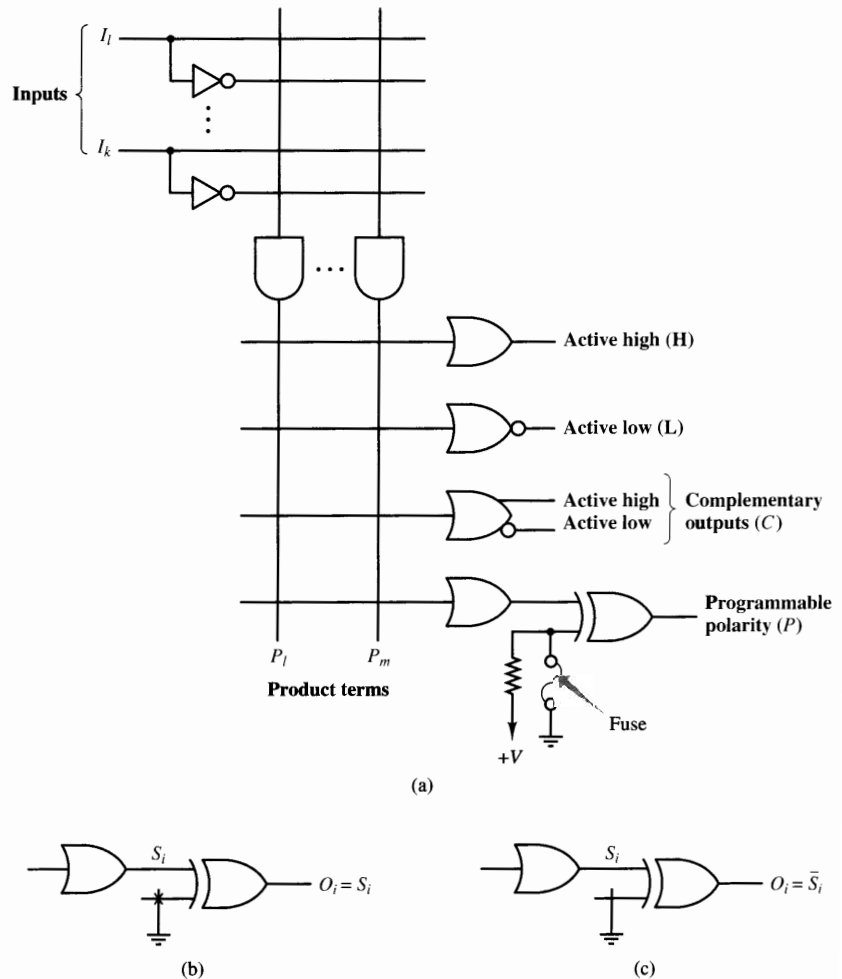 I_l
Inputs
I_k
Active high (H)
Active low (L)
Active high
Active low
Complementary
outputs (C)
Programmable
polarity (P)
P_l
P_m
Product terms
Fuse
+V
(a)
S_i
O_i = S_i
(b)
S_i
O_i = S̄_i
(c)